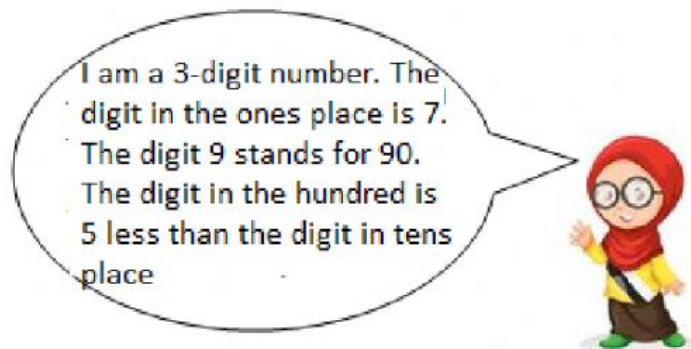 I am a 3-digit number. The
digit in the ones place is 7.
The digit 9 stands for 90.
The digit in the hundred is
5 less than the digit in tens
place